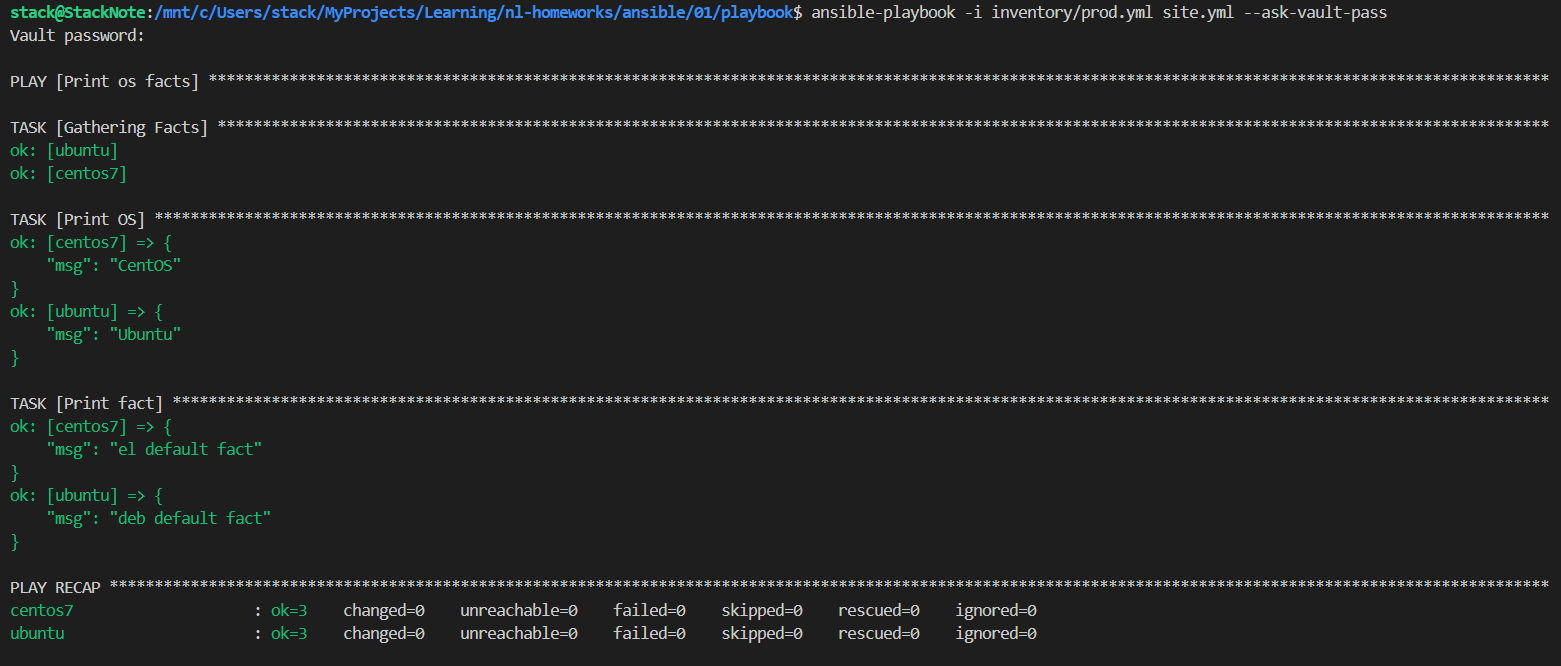 stack@StackNote:/mnt/c/Users/stack/MyProjects/Learning/nl-homeworks/ansible/01/playbook$ ansible-playbook -i inventory/prod.yml site.yml --ask-vault-pass
Vault password:
PLAY [Print os facts] ******************************************************************************************************************************************************
TASK [Gathering Facts] *****************************************************************************************************************************************************
ok: [ubuntu]
ok: [centos7]
TASK [Print OS] ************************************************************************************************************************************************************
ok: [centos7] => {
    "msg": "CentOS"
}
ok: [ubuntu] => {
    "msg": "Ubuntu"
}
TASK [Print fact] **********************************************************************************************************************************************************
ok: [centos7] => {
    "msg": "el default fact"
}
ok: [ubuntu] => {
    "msg": "deb default fact"
}
PLAY RECAP *****************************************************************************************************************************************************************
centos7                    : ok=3    changed=0    unreachable=0    failed=0    skipped=0    rescued=0    ignored=0
ubuntu                     : ok=3    changed=0    unreachable=0    failed=0    skipped=0    rescued=0    ignored=0